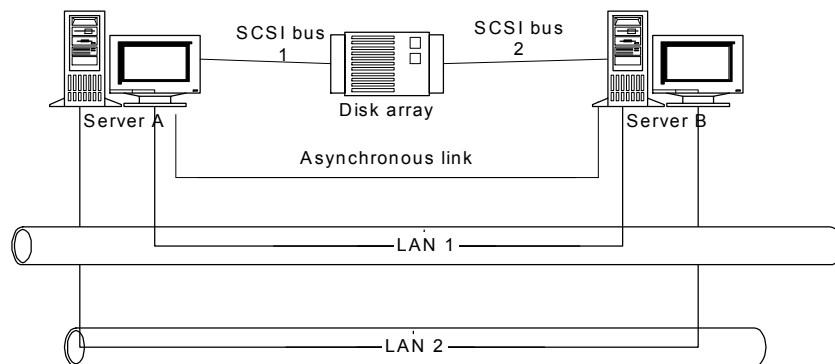 SCSI bus
1
SCSI bus
2
Disk array
Server A
Server B
Asynchronous link
LAN 1
LAN 2